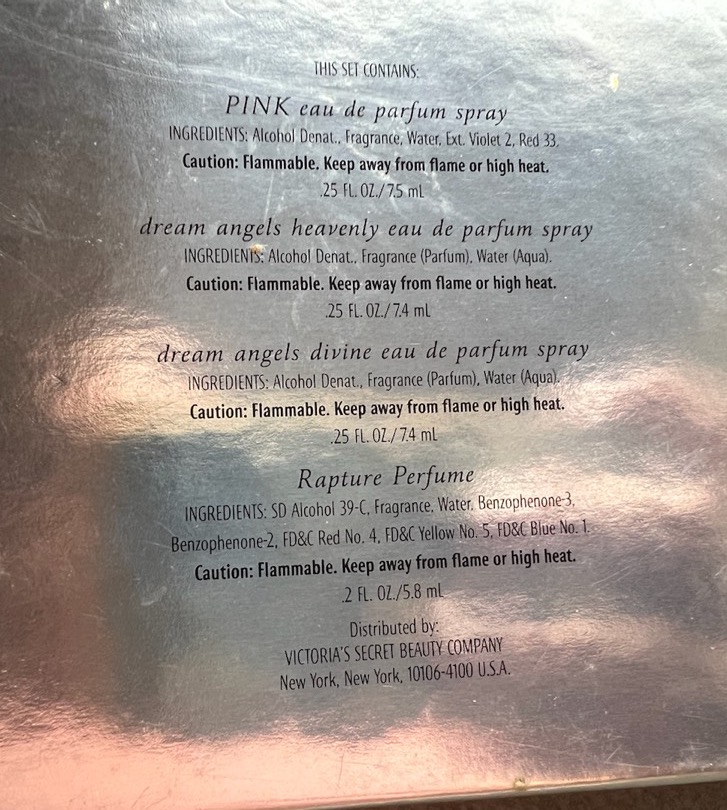 THIS SET CONTAINS:
PINK eau de parfum spray
INGREDIENTS: Alcohol Denat., Fragrance, Water, Ext. Violet 2, Red 33.
Caution: Flammable. Keep away from flame or high heat.
.25 FL. OZ./7.5 mL
dream angels heavenly eau de parfum spray
INGREDIENTS: Alcohol Denat., Fragrance (Parfum), Water (Aqua).
Caution: Flammable. Keep away from flame or high heat.
.25 FL. OZ./7.4 mL
dream angels divine eau de parfum spray
INGREDIENTS: Alcohol Denat., Fragrance (Parfum), Water (Aqua).
Caution: Flammable. Keep away from flame or high heat.
.25 FL. OZ./7.4 mL
Rapture Perfume
INGREDIENTS: SD Alcohol 39-C, Fragrance, Water, Benzophenone-3,
Benzophenone-2, FD&C Red No. 4, FD&C Yellow No. 5, FD&C Blue No. 1.
Caution: Flammable. Keep away from flame or high heat.
.2 FL. OZ./5.8 mL
Distributed by:
VICTORIA'S SECRET BEAUTY COMPANY
New York, New York, 10106-4100 U.S.A.